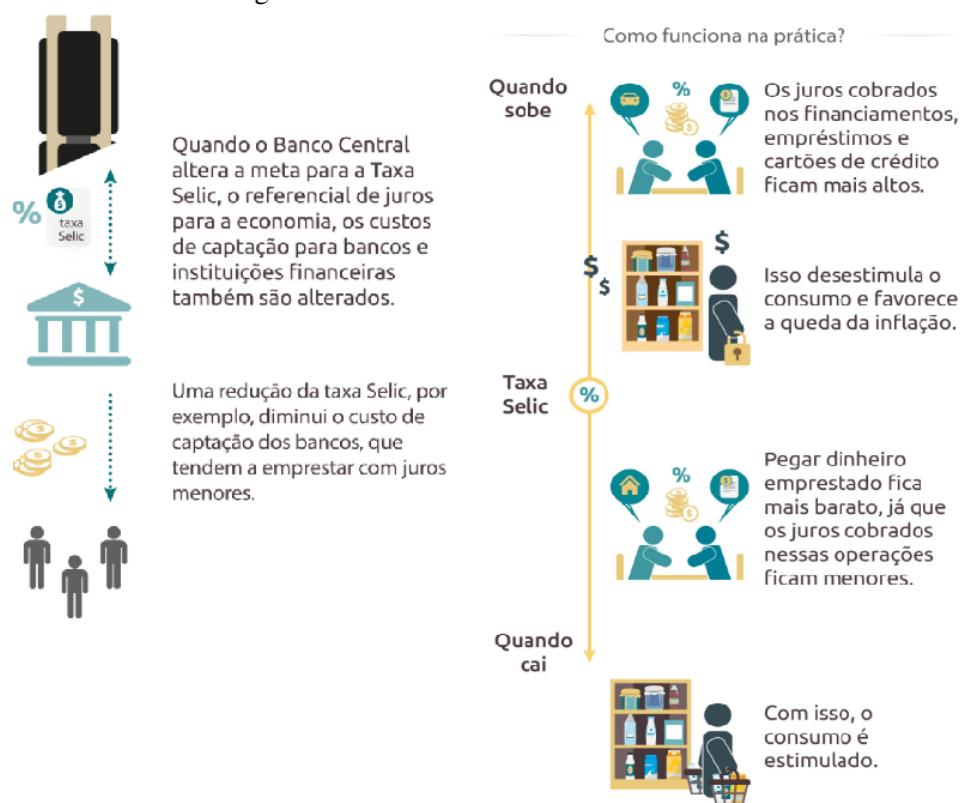 Quando o Banco Central
altera a meta para a Taxa
Selic, o referencial de juros
para a economia, os custos
de captação para bancos e
instituições financeiras
também são alterados.
%
$
taxa
Selic
$
Uma redução da taxa Selic, por
exemplo, diminui o custo de
captação dos bancos, que
tendem a emprestar com juros
menores.
Como funciona na prática?
Quando
sobe
%
Os juros cobrados
nos financiamentos,
empréstimos e
cartões de crédito
ficam mais altos.
$
$
$
Isso desestimula o
consumo e favorece
a queda da inflação.
Taxa
Selic
%
%
Pegar dinheiro
emprestado fica
mais barato, já que
os juros cobrados
nessas operações
ficam menores.
Quando
cai
Com isso, o
consumo é
estimulado.